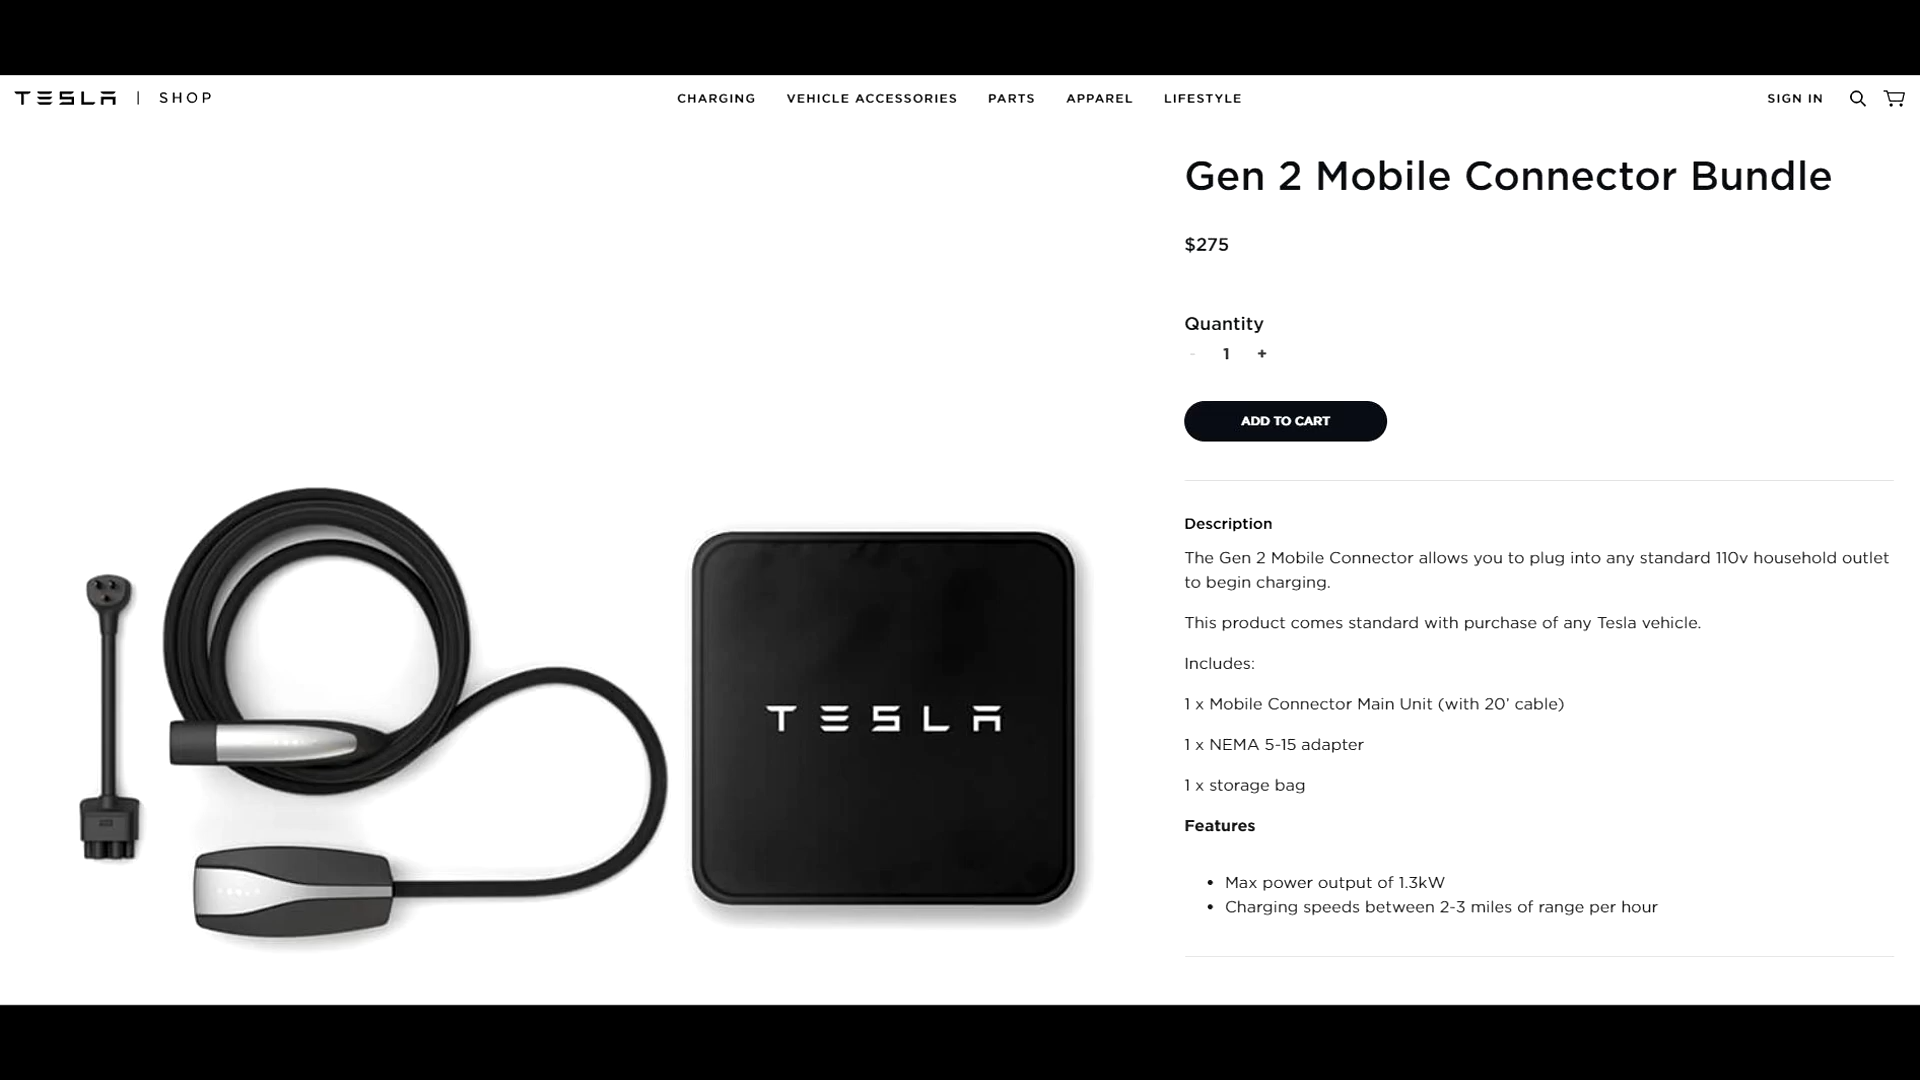 TESLA | SHOP
CHARGING VEHICLE ACCESSORIES PARTS APPAREL LIFESTYLE
SIGN IN
Gen 2 Mobile Connector Bundle
$275
Quantity
- 1 +
ADD TO CART
Description
The Gen 2 Mobile Connector allows you to plug into any standard 110v household outlet
to begin charging.
This product comes standard with purchase of any Tesla vehicle.
Includes:
1 x Mobile Connector Main Unit (with 20’ cable)
1 x NEMA 5-15 adapter
1 x storage bag
Features
• Max power output of 1.3kW
• Charging speeds between 2-3 miles of range per hour
TESLA